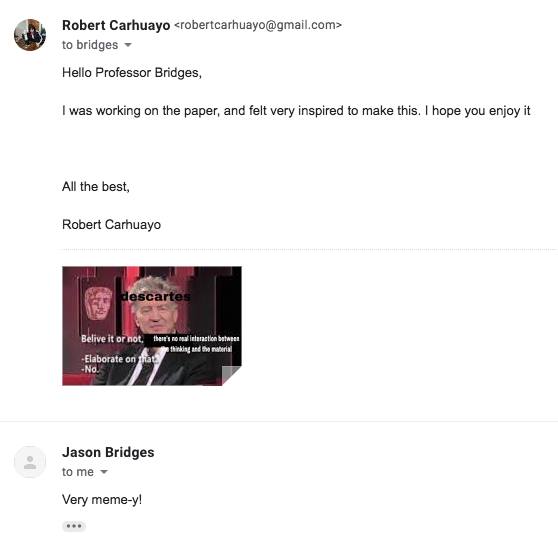 Robert Carhuayo <robertcarhuayo@gmail.com>
to bridges
Hello Professor Bridges,
I was working on the paper, and felt very inspired to make this. I hope you enjoy it
All the best,
Robert Carhuayo
descartes
Belive it or not, there's no real interaction between
thinking and the material
-Elaborate on that.
-No.
Jason Bridges
to me
Very meme-y!